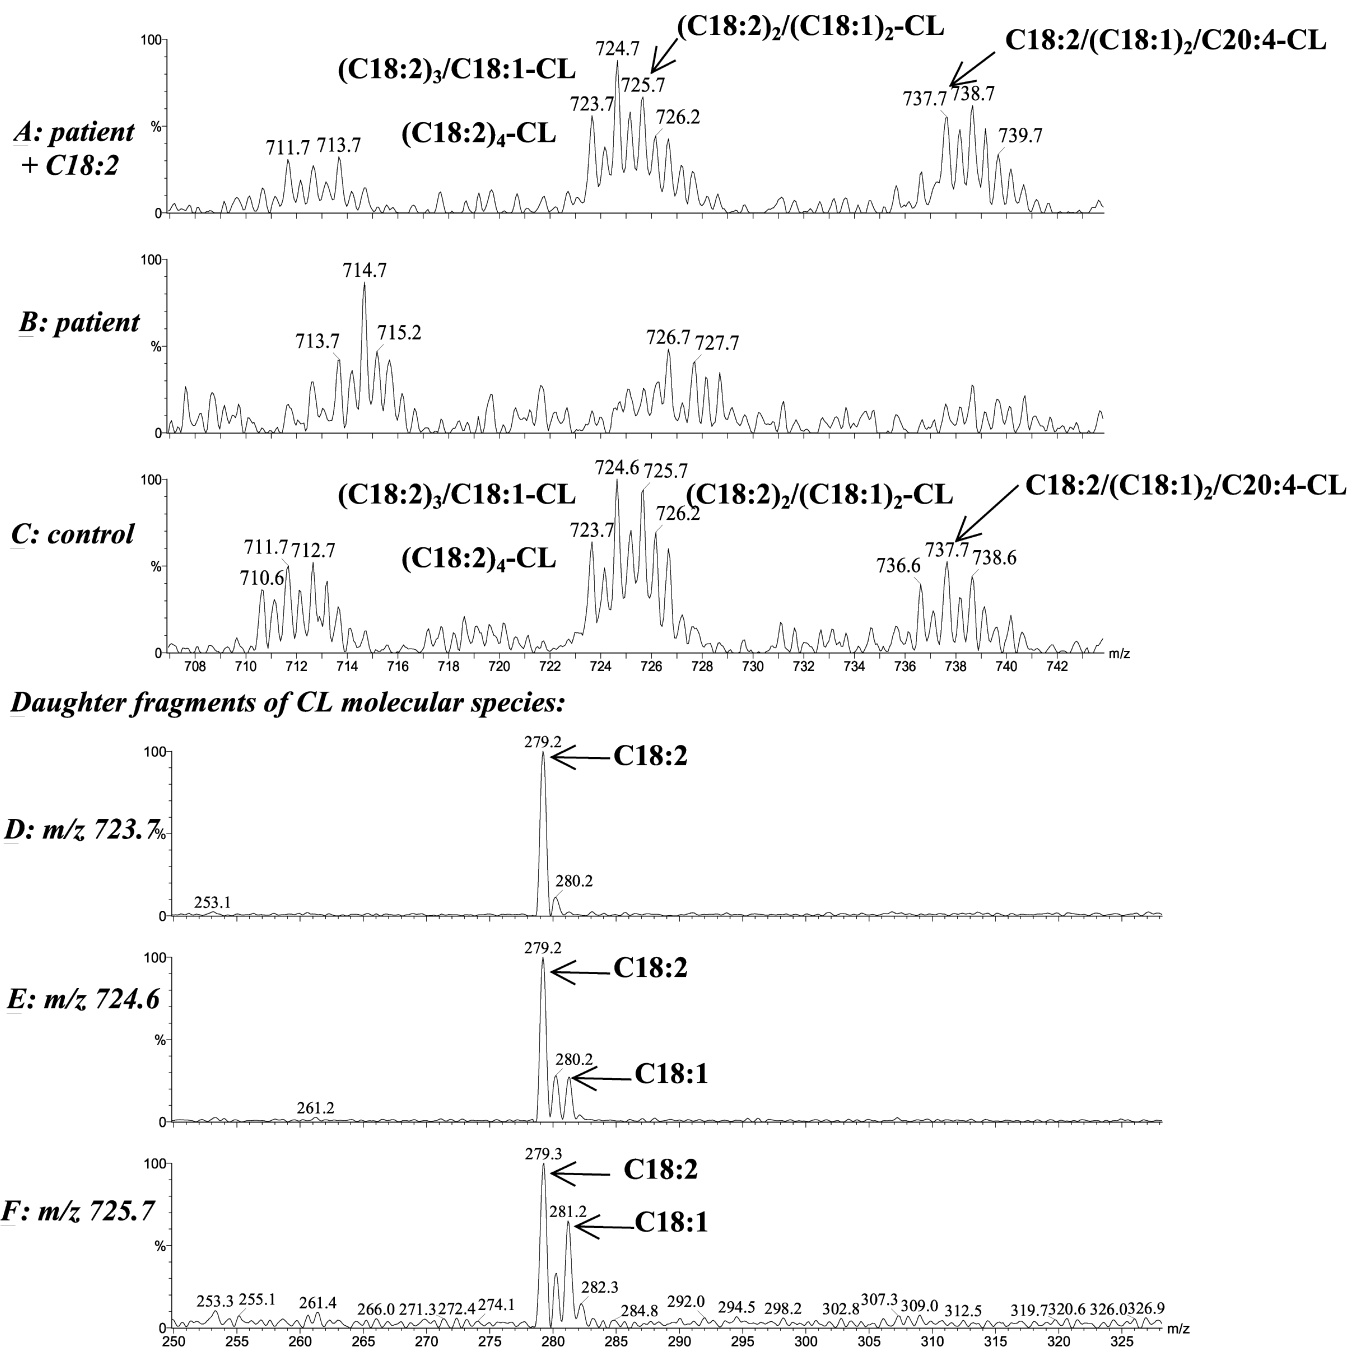 (C18:2)2/(C18:1)2-CL
C18:2/(C18:1)2/C20:4-CL
(C18:2)3/C18:1-CL
(C18:2)4-CL
A: patient
+ C18:2
100
%
0
711.7 713.7
723.7
724.7
725.7
726.2
737.7 738.7
739.7
B: patient
100
%
0
713.7
714.7
715.2
726.7
727.7
(C18:2)3/C18:1-CL
(C18:2)2/(C18:1)2-CL
C18:2/(C18:1)2/C20:4-CL
(C18:2)4-CL
C: control
100
%
0
710.6
711.7 712.7
723.7
724.6 725.7
726.2
736.6
737.7
738.6
708 710 712 714 716 718 720 722 724 726 728 730 732 734 736 738 740 742 m/z
Daughter fragments of CL molecular species:
D: m/z 723.7
100
%
0
253.1
279.2
C18:2
280.2
E: m/z 724.6
100
%
0
261.2
279.2
C18:2
280.2
C18:1
F: m/z 725.7
100
%
0
279.3
C18:2
281.2
C18:1
253.3 255.1 261.4 266.0 271.3 272.4 274.1 282.3 284.8 292.0 294.5 298.2 302.8 307.3 309.0 312.5 319.7 320.6 326.0 326.9
250 255 260 265 270 275 280 285 290 295 300 305 310 315 320 325 m/z